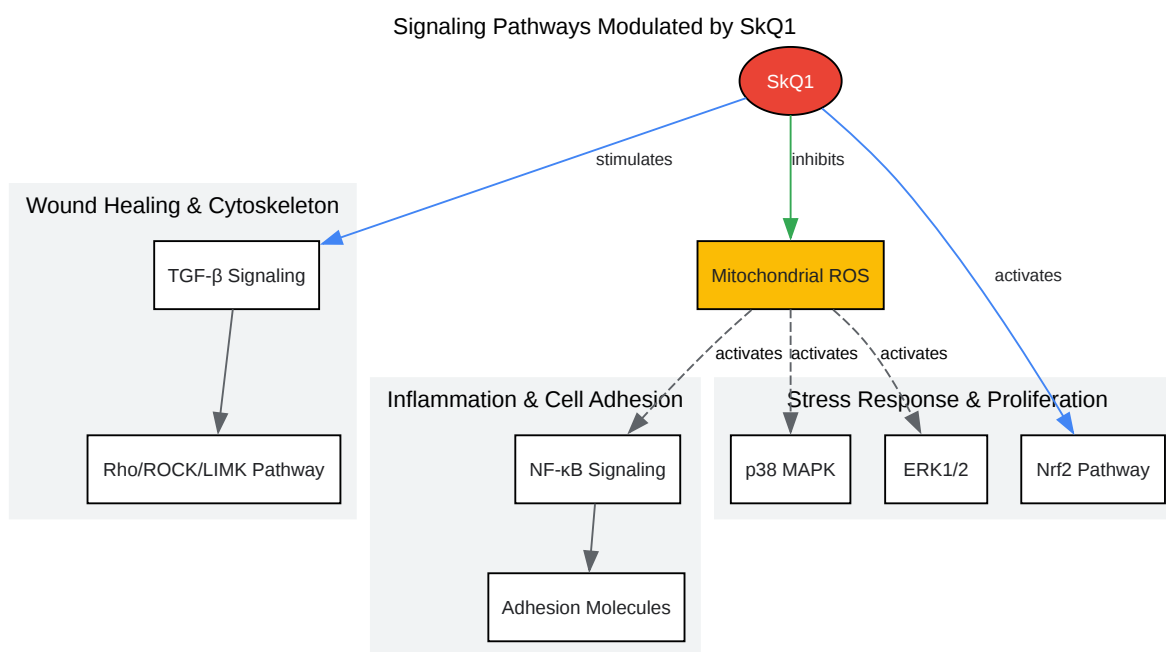 Signaling Pathways Modulated by SkQ1
SkQ1
stimulates
inhibits
Wound Healing & Cytoskeleton
TGF-β Signaling
Mitochondrial ROS
activates
activates
activates
activates
Inflammation & Cell Adhesion
Stress Response & Proliferation
Rho/ROCK/LIMK Pathway
NF-κB Signaling
p38 MAPK
ERK1/2
Nrf2 Pathway
Adhesion Molecules